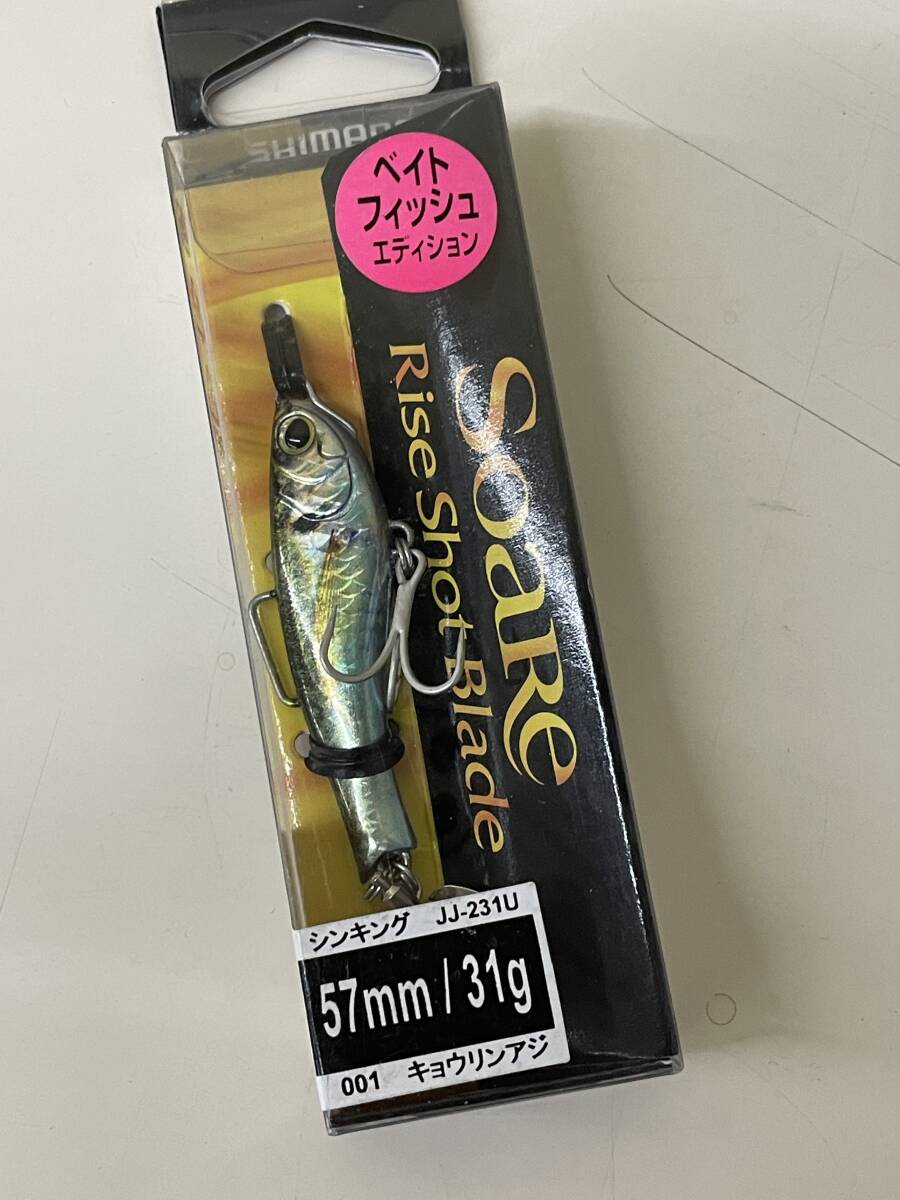 SHIMANO
ベイト
フィッシュ
エディション
Soare
Rise Shot Blade
シンキング JJ-231U
57mm / 31g
001 キョウリンアジ